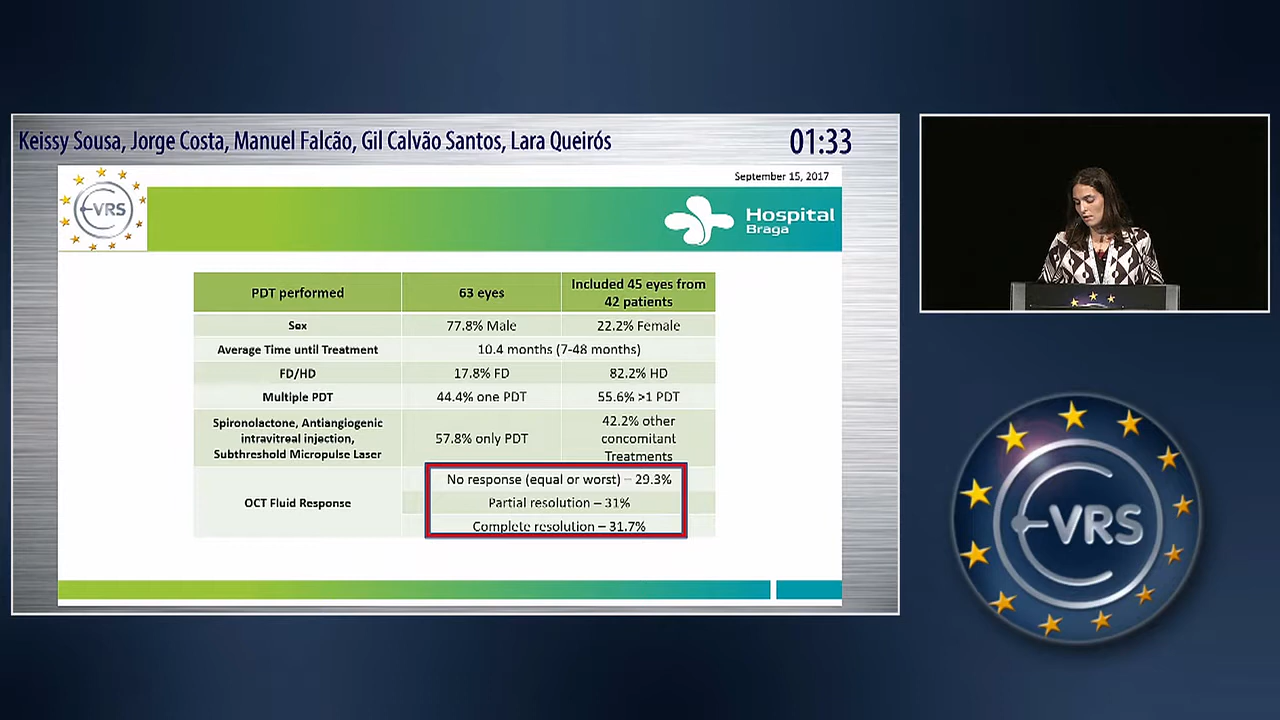 Keissy Sousa, Jorge Costa, Manuel Falcão, Gil Calvão Santos, Lara Queirós
01:33
September 15, 2017
EVRS
Hospital
Braga
PDT performed
63 eyes
Included 45 eyes from
42 patients
Sex
77.8% Male
22.2% Female
Average Time until Treatment
10.4 months (7-48 months)
FD/HD
17.8% FD
82.2% HD
Multiple PDT
44.4% one PDT
55.6% >1 PDT
Spironolactone, Antiangiogenic
intravitreal injection,
Subthreshold Micropulse Laser
57.8% only PDT
42.2% other
concomitant
Treatments
OCT Fluid Response
No response (equal or worst) – 29.3%
Partial resolution – 31%
Complete resolution – 31.7%
EVRS